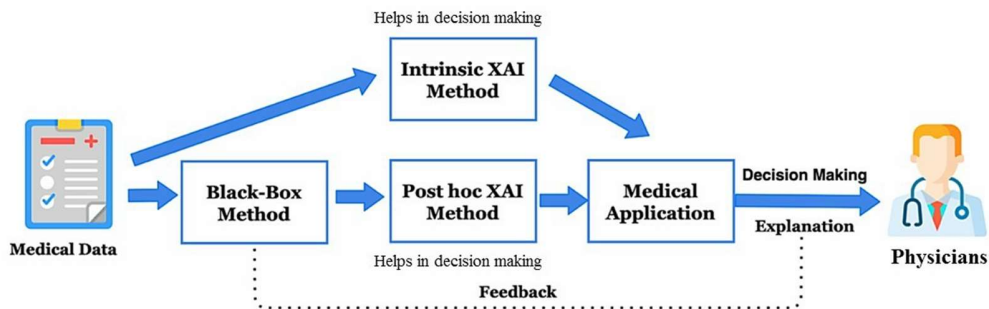 Helps in decision making
Intrinsic XAI
Method
Medical Data
Black-Box
Method
Post hoc XAI
Method
Helps in decision making
Medical
Application
Decision Making
Explanation
Physicians
Feedback